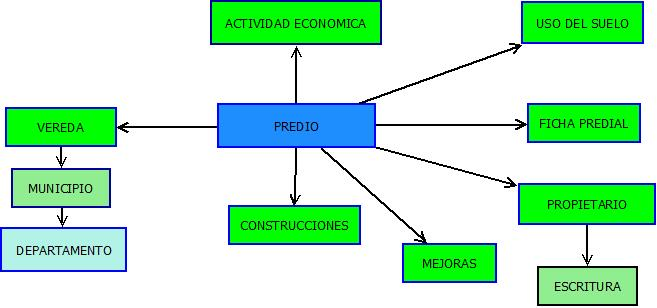 ACTIVIDAD ECONOMICA
USO DEL SUELO
VEREDA
PREDIO
FICHA PREDIAL
MUNICIPIO
PROPIETARIO
CONSTRUCCIONES
DEPARTAMENTO
MEJORAS
ESCRITURA